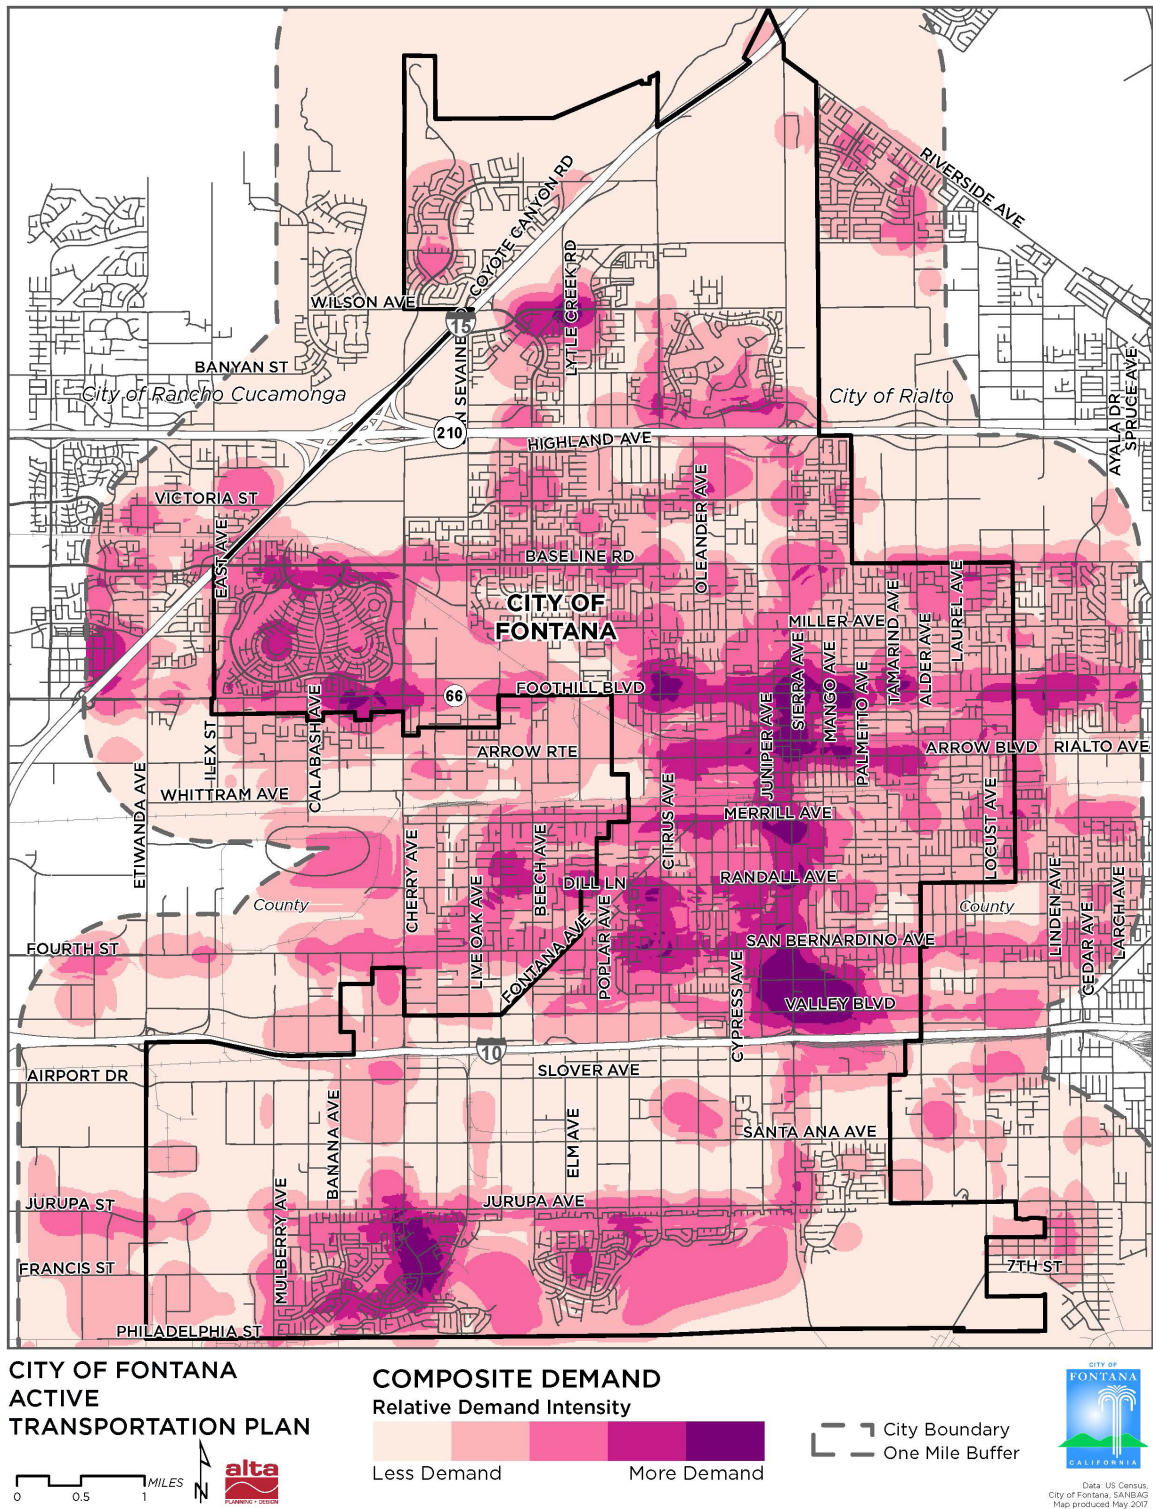 RIVERSIDE AVE
COYOTE CANYON RD
LYTLE CREEK RD
WILSON AVE
15
BANYAN ST
City of Rancho Cucamonga
City of Rialto
AYALA DR
SPRUCE AVE
210
HIGHLAND AVE
VICTORIA ST
EAST AVE
OLEANDER AVE
BASELINE RD
CITY OF
FONTANA
MILLER AVE
SIERRA AVE
MANGO AVE
PALMETTO AVE
TAMARIND AVE
ALDER AVE
LAUREL AVE
FOOTHILL BLVD
66
JUNIPER AVE
ILEX ST
CALABASH AVE
ARROW RTE
ARROW BLVD
RIALTO AVE
ETIWANDA AVE
WHITTRAM AVE
CITRUS AVE
MERRILL AVE
LOCUST AVE
CHERRY AVE
LIVE OAK AVE
BEECH AVE
DILL LN
RANDALL AVE
County
County
LINDEN AVE
CEDAR AVE
LARCH AVE
FOURTH ST
FONTANA AVE
POPLAR AVE
SAN BERNARDINO AVE
CYPRESS AVE
VALLEY BLVD
10
AIRPORT DR
SLOVER AVE
BANANA AVE
ELM AVE
SANTA ANA AVE
JURUPA ST
MULBERRY AVE
JURUPA AVE
FRANCIS ST
7TH ST
PHILADELPHIA ST
CITY OF FONTANA
ACTIVE
TRANSPORTATION PLAN
0 0.5 1 MILES
N
alta
PLANNING + DESIGN
COMPOSITE DEMAND
Relative Demand Intensity
Less Demand More Demand
City Boundary
One Mile Buffer
CITY OF
FONTANA
CALIFORNIA
Data: US Census,
City of Fontana, SANBAG
Map produced May 2017